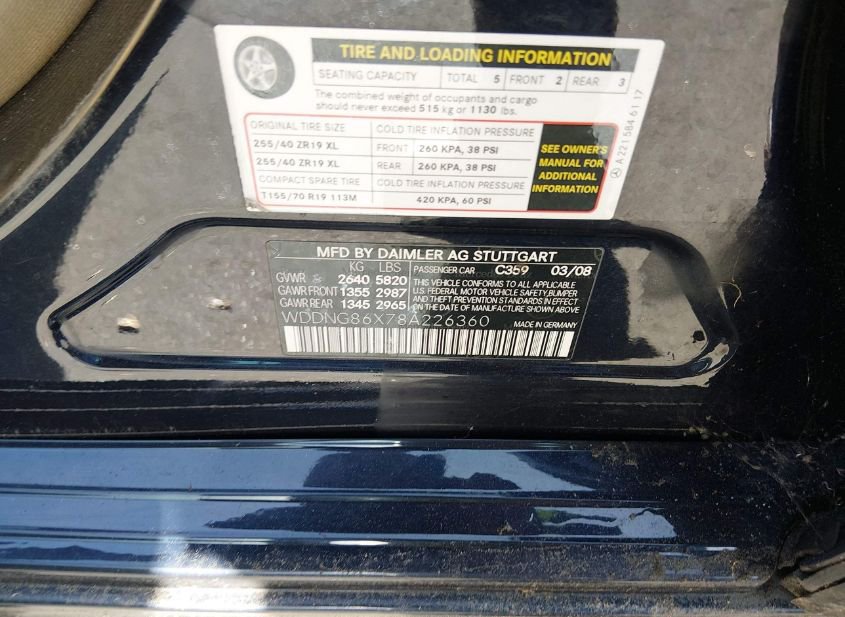 TIRE AND LOADING INFORMATION
SEATING CAPACITY TOTAL 5 FRONT 2 REAR 3
The combined weight of occupants and cargo
should never exceed 515 kg or 1130 lbs.
ORIGINAL TIRE SIZE COLD TIRE INFLATION PRESSURE
255/40 ZR19 XL FRONT 260 KPA, 38 PSI
255/40 ZR19 XL REAR 260 KPA, 38 PSI
COMPACT SPARE TIRE COLD TIRE INFLATION PRESSURE
T155/70 R19 113M 420 KPA, 60 PSI
SEE OWNER'S
MANUAL FOR
ADDITIONAL
INFORMATION
A 221 584 61 17
MFD BY DAIMLER AG STUTTGART
KG LBS PASSENGER CAR C359 03/08
GVWR 2640 5820
GAWR FRONT 1355 2987
GAWR REAR 1345 2965
THIS VEHICLE CONFORMS TO ALL APPLICABLE
U.S. FEDERAL MOTOR VEHICLE SAFETY, BUMPER
AND THEFT PREVENTION STANDARDS IN EFFECT
ON THE DATE OF MANUFACTURE SHOWN ABOVE
WDDNG86X78A226360 MADE IN GERMANY